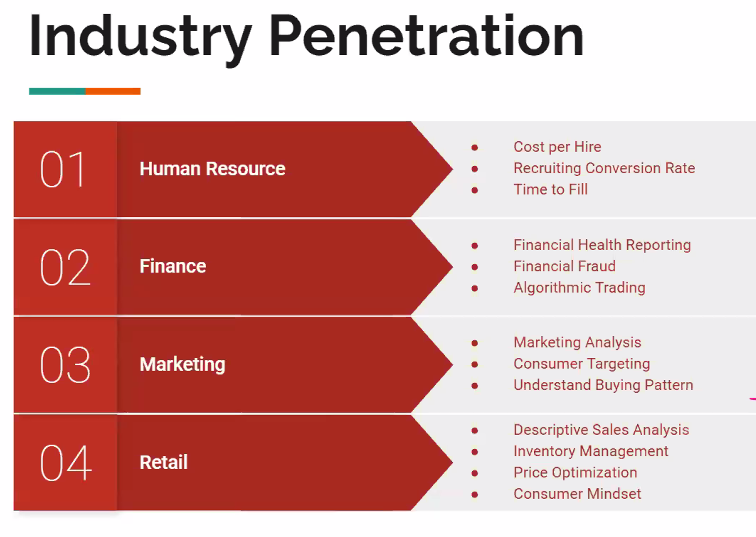 Industry Penetration
01
Human Resource
● Cost per Hire
● Recruiting Conversion Rate
● Time to Fill
02
Finance
● Financial Health Reporting
● Financial Fraud
● Algorithmic Trading
03
Marketing
● Marketing Analysis
● Consumer Targeting
● Understand Buying Pattern
04
Retail
● Descriptive Sales Analysis
● Inventory Management
● Price Optimization
● Consumer Mindset